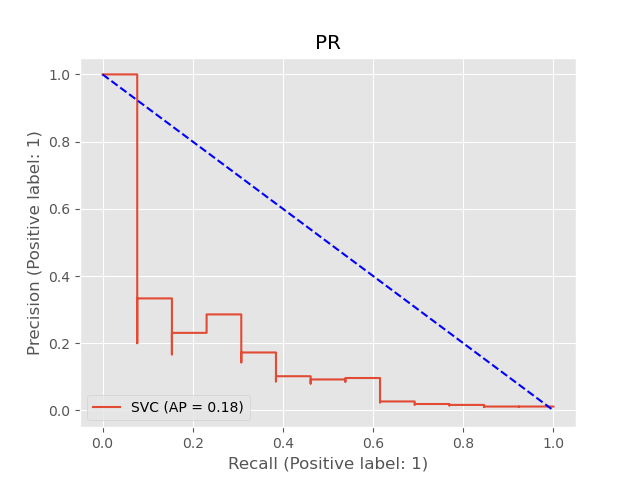 PR
Precision (Positive label: 1)
1.0
0.8
0.6
0.4
0.2
0.0
SVC (AP = 0.18)
0.0 0.2 0.4 0.6 0.8 1.0
Recall (Positive label: 1)